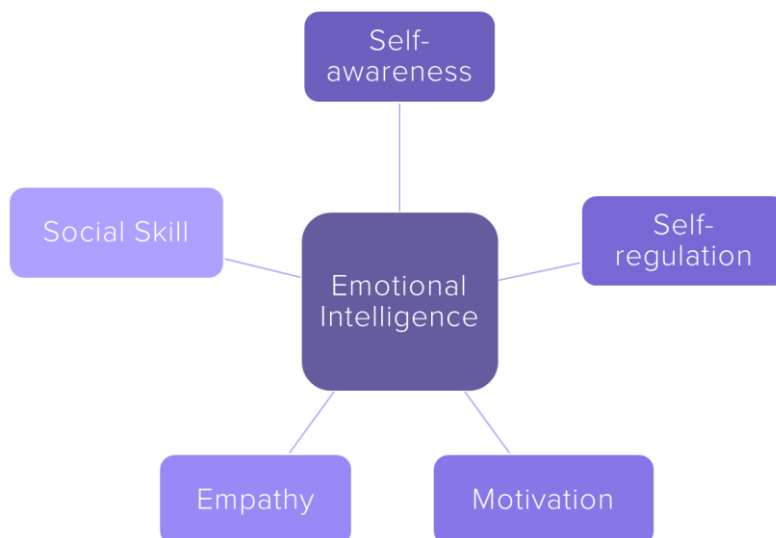 Self-
awareness
Social Skill
Self-
regulation
Emotional
Intelligence
Empathy
Motivation